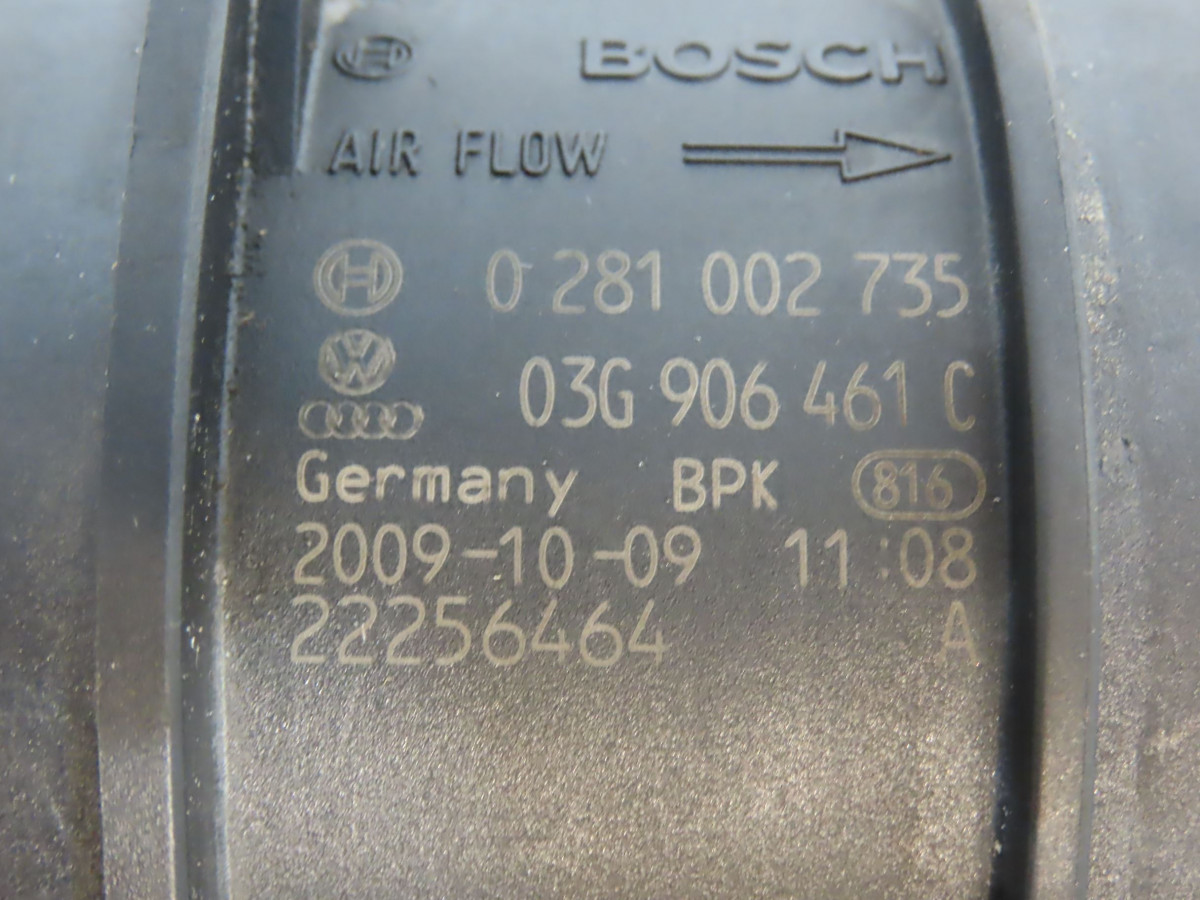 BOSCH
AIR FLOW
0 281 002 735
03G 906 461 C
Germany BPK 816
2009-10-09 11:08
22256464 A